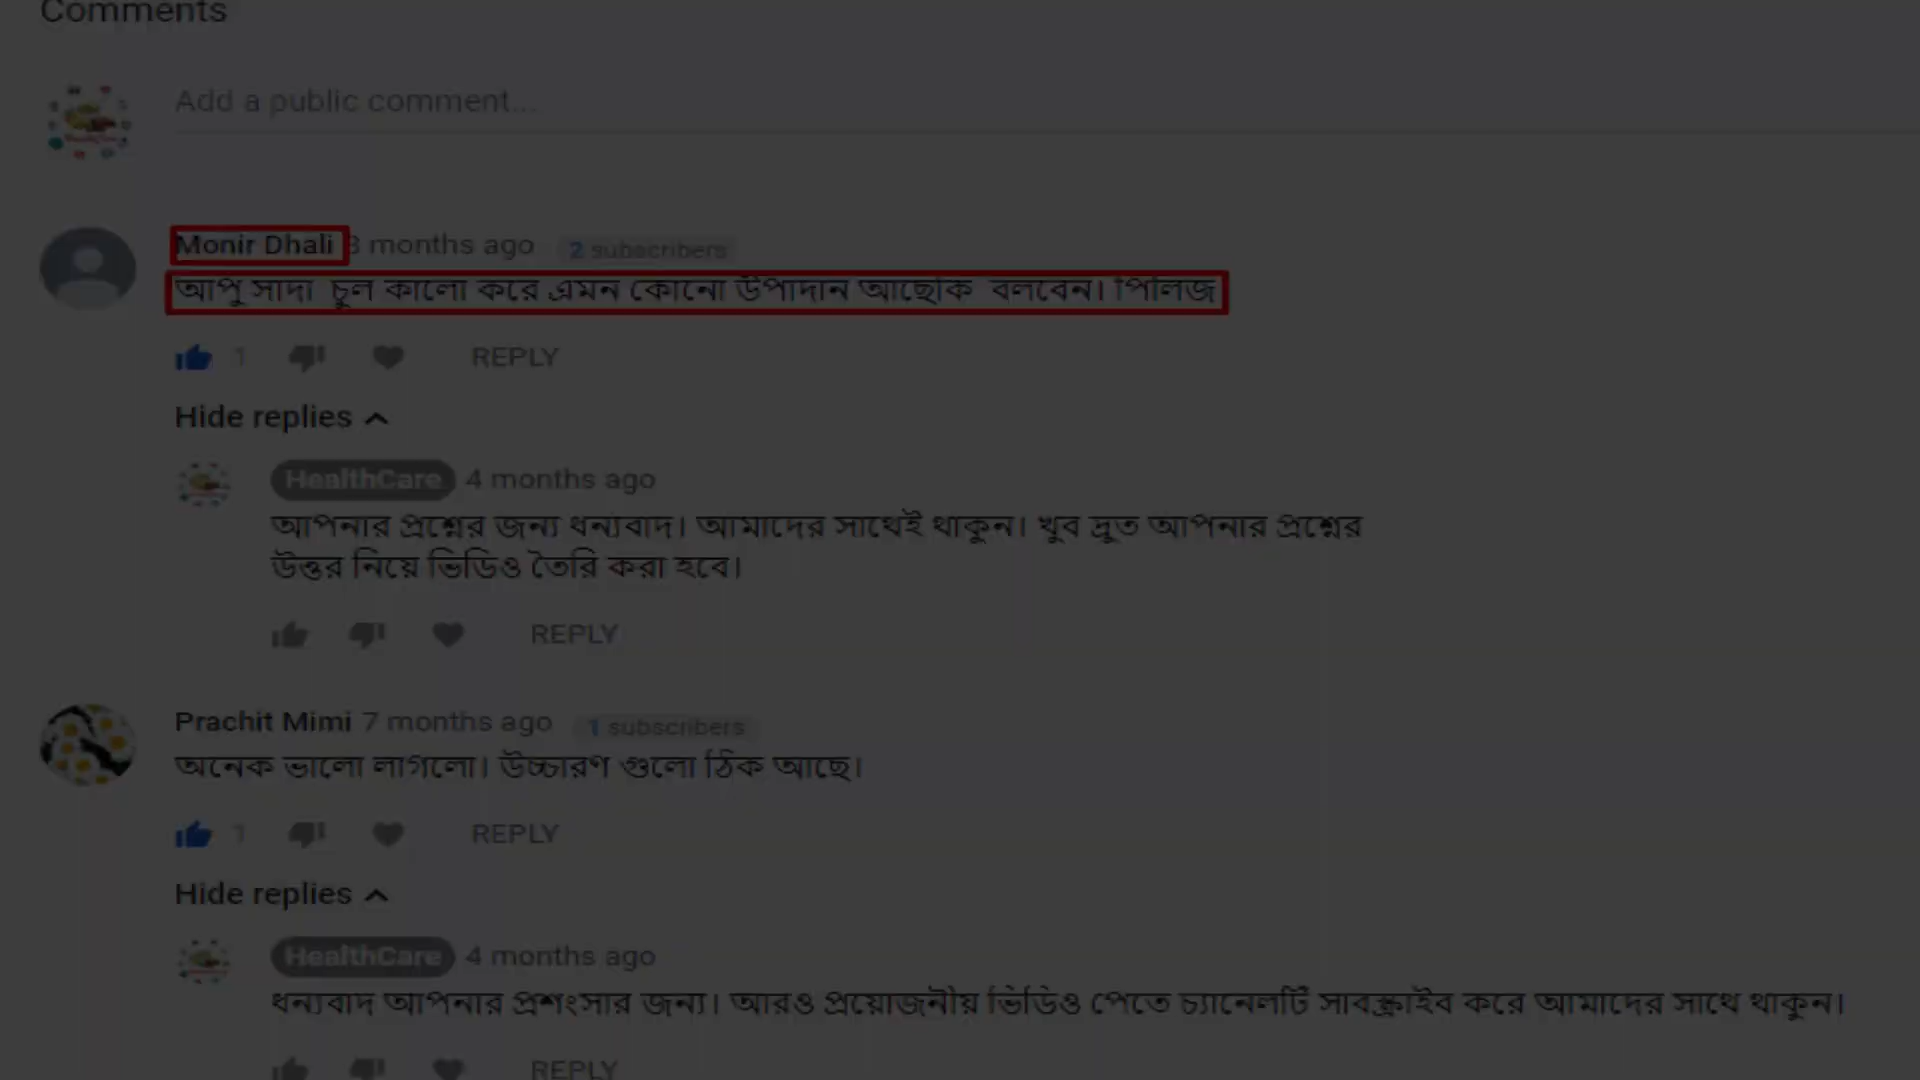 Comments
Add a public comment...
Monir Dhali 8 months ago 2 subscribers
আপু সাদা চুল কালো করে এমন কোনো উপাদান আছেকি বলবেন। পিলিজ
1 REPLY
Hide replies
HealthCare 4 months ago
আপনার প্রশ্নের জন্য ধন্যবাদ। আমাদের সাথেই থাকুন। খুব দ্রুত আপনার প্রশ্নের
উত্তর নিয়ে ভিডিও তৈরি করা হবে।
REPLY
Prachit Mimi 7 months ago 1 subscribers
অনেক ভালো লাগলো। উচ্চারণ গুলো ঠিক আছে।
1 REPLY
Hide replies
HealthCare 4 months ago
ধন্যবাদ আপনার প্রশংসার জন্য। আরও প্রয়োজনীয় ভিডিও পেতে চ্যানেলটি সাবস্ক্রাইব করে আমাদের সাথে থাকুন।
REPLY